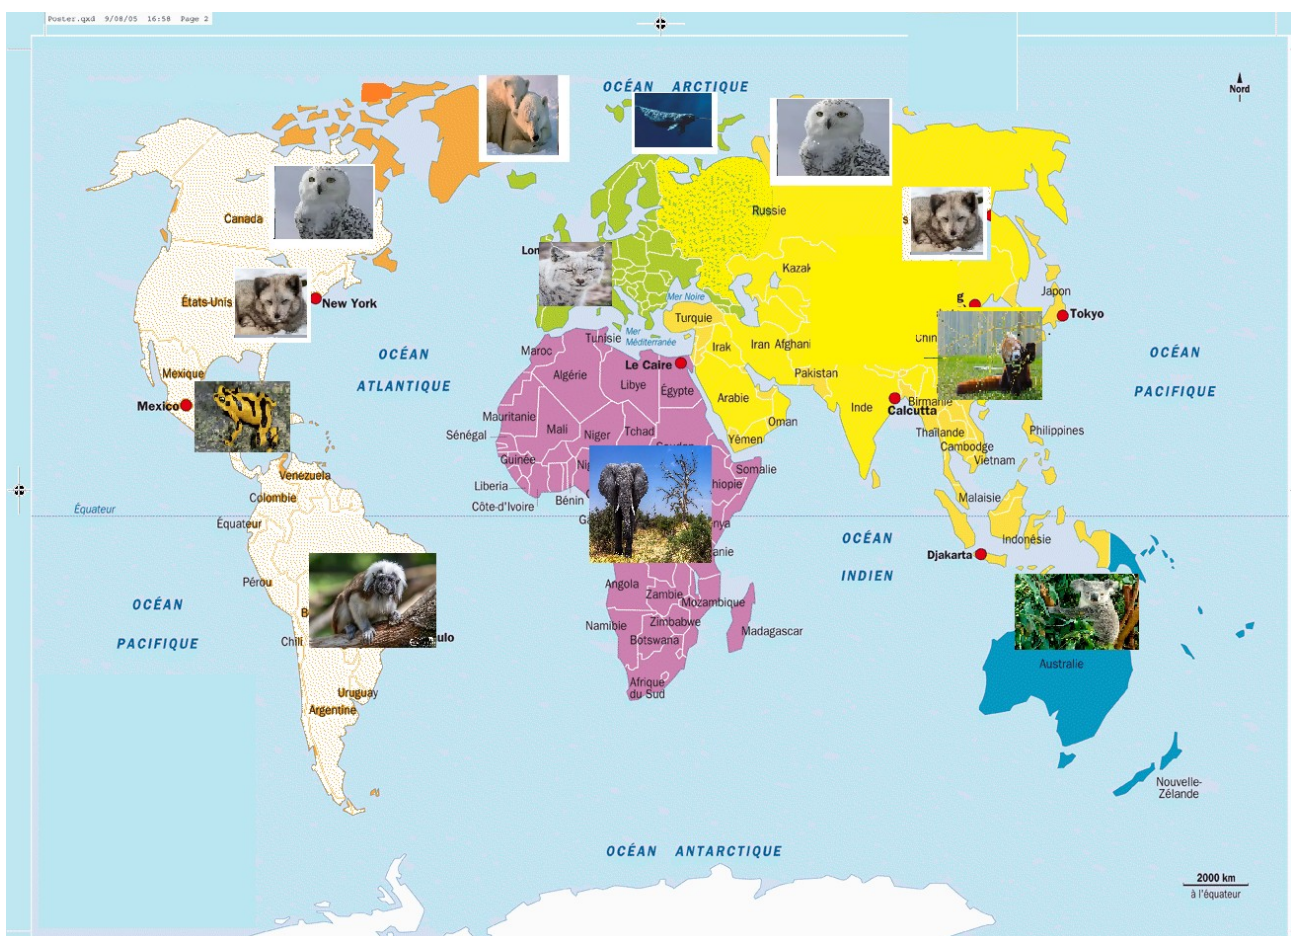 Poster.qxd 9/08/05 16:58 Page 2
OCÉAN ARCTIQUE
Nord
Russie
Canada
Kazak
États-Unis
New York
Mer Noire
Japon
Turquie
Tokyo
OCÉAN
ATLANTIQUE
Tunisie
Mer
Méditerranée
Maroc
Irak
Iran
Afghani
OCÉAN
PACIFIQUE
Le Caire
Mexique
Algérie
Libye
Égypte
Pakistan
Mexico
Arabie
Inde
Birmanie
Calcutta
Mauritanie
Oman
Mali
Niger
Tchad
Thaïlande
Philippines
Sénégal
Yémen
Cambodge
Guinée
Vietnam
Somalie
Venezuela
Liberia
Colombie
Bénin
Malaisie
Côte-d'Ivoire
Équateur
Équateur
Indonésie
OCÉAN
INDIEN
Djakarta
Pérou
Angola
Zambie
Mozambique
OCÉAN
PACIFIQUE
Namibie
Zimbabwe
Madagascar
Botswana
Chili
Australie
Afrique
du Sud
Uruguay
Argentine
Nouvelle-
Zélande
OCÉAN ANTARCTIQUE
2000 km
à l'équateur